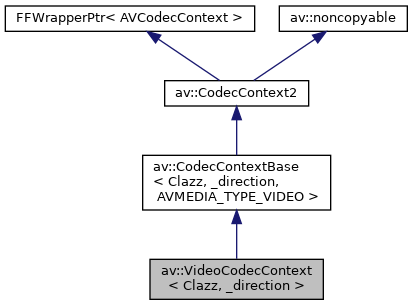 FFWrapperPtr< AVCodecContext >
av::noncopyable
av::CodecContext2
av::CodecContextBase
< Clazz, _direction,
AVMEDIA_TYPE_VIDEO >
av::VideoCodecContext
< Clazz, _direction >